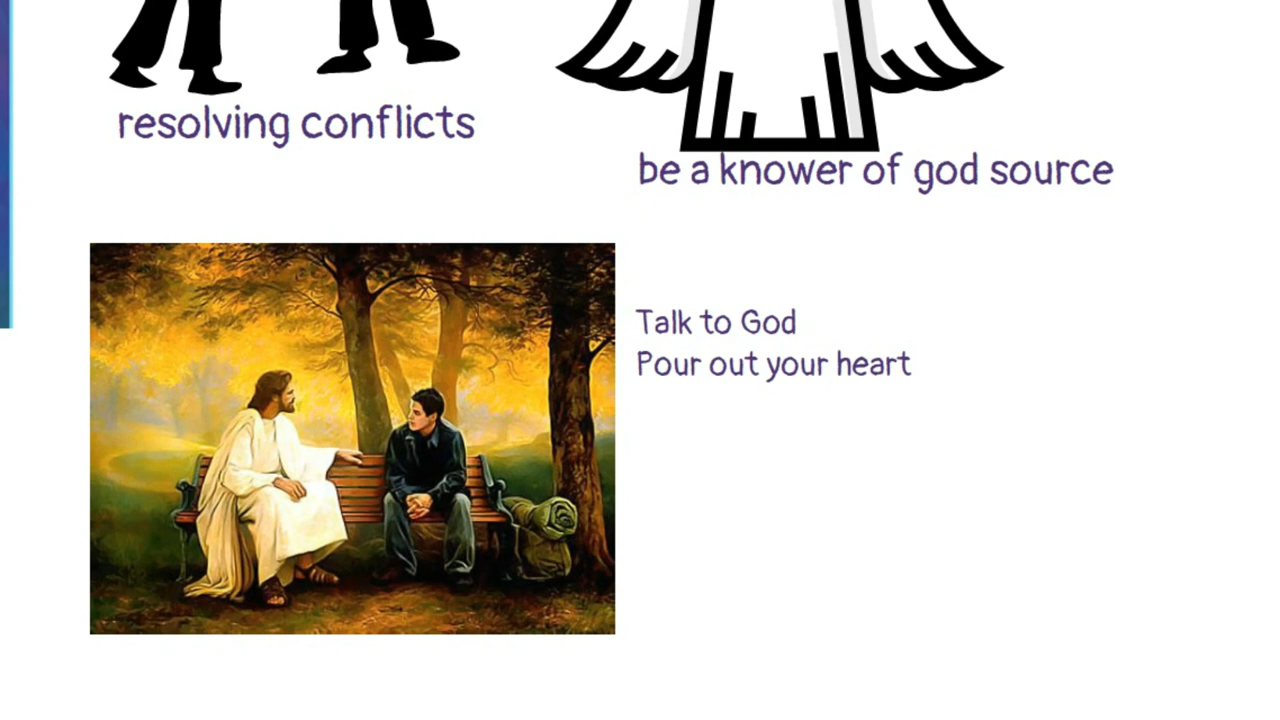 resolving conflicts
be a knower of god source
Talk to God
Pour out your heart